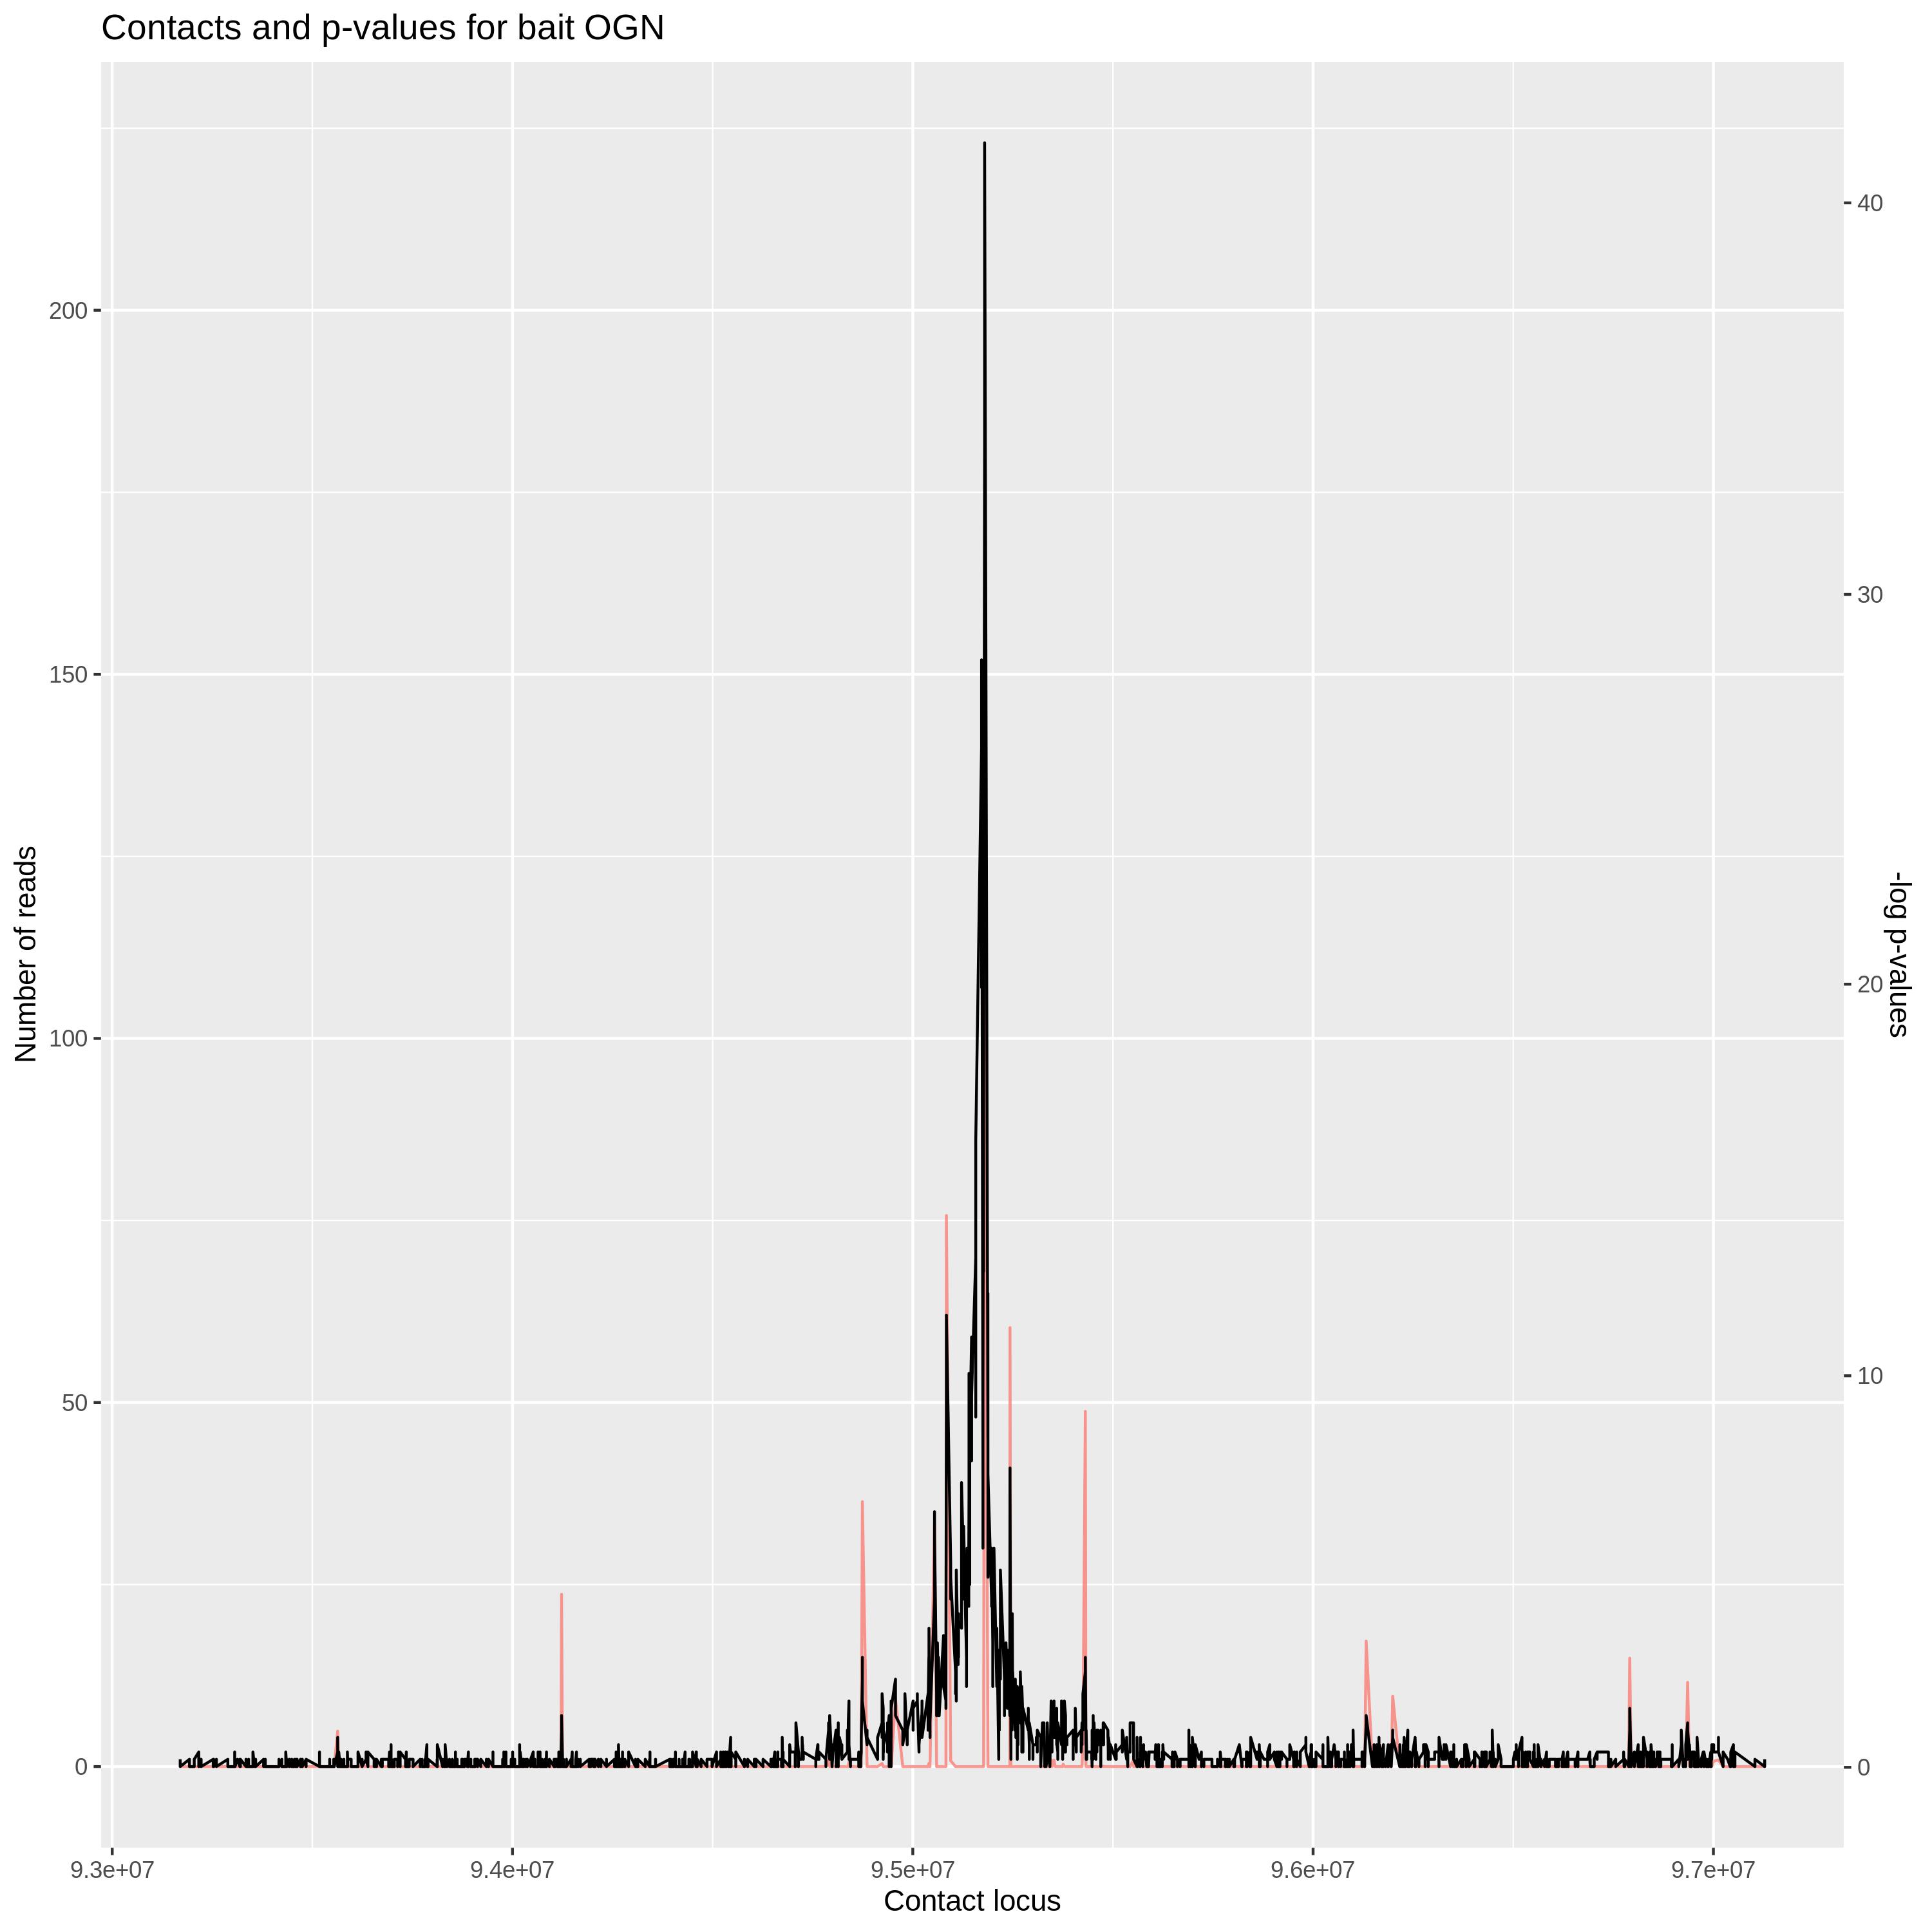 Contacts and p-values for bait OGN
200
150
100
50
0
Number of reads
40
30
20
10
0
-log p-values
9.3e+07
9.4e+07
9.5e+07
9.6e+07
9.7e+07
Contact locus